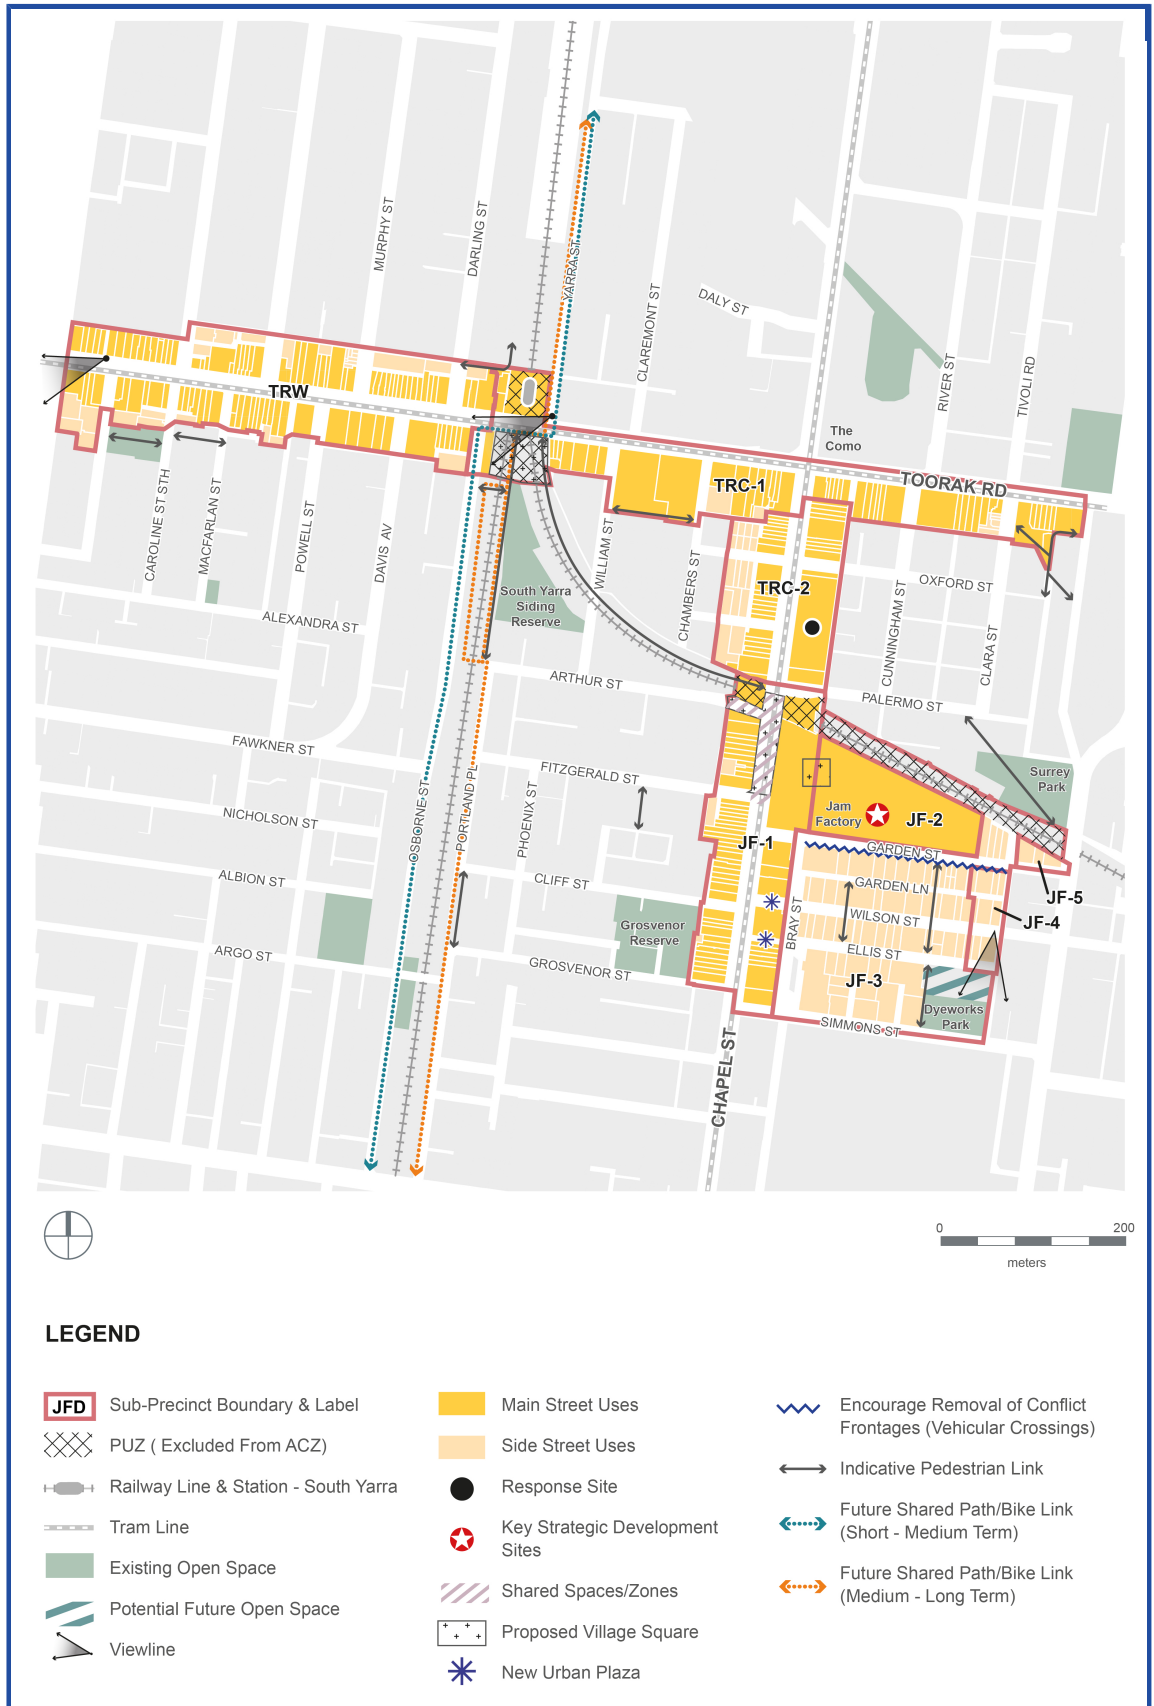 MURPHY ST
DARLING ST
YARRA ST
CLAREMONT ST
DALY ST
RIVER ST
TIVOLI RD
TRW
The
Como
TOORAK RD
TRC-1
CAROLINE ST STH
MACFARLAN ST
POWELL ST
DAVIS AV
WILLIAM ST
CHAMBERS ST
TRC-2
OXFORD ST
CUNNINGHAM ST
CLARA ST
South Yarra
Siding
Reserve
ALEXANDRA ST
ARTHUR ST
PALERMO ST
FAWKNER ST
FITZGERALD ST
Surrey
Park
OSBORNE ST
PORTLAND PL
PHOENIX ST
NICHOLSON ST
Jam
Factory
JF-2
JF-1
GARDEN ST
ALBION ST
CLIFF ST
GARDEN LN
JF-5
WILSON ST
JF-4
BRAY ST
Grosvenor
Reserve
ARGO ST
ELLIS ST
GROSVENOR ST
JF-3
Dyeworks
Park
SIMMONS ST
CHAPEL ST
0 200
meters
LEGEND
JFD Sub-Precinct Boundary & Label
PUZ ( Excluded From ACZ)
Railway Line & Station - South Yarra
Tram Line
Existing Open Space
Potential Future Open Space
Viewline
Main Street Uses
Side Street Uses
Response Site
Key Strategic Development
Sites
Shared Spaces/Zones
Proposed Village Square
New Urban Plaza
Encourage Removal of Conflict
Frontages (Vehicular Crossings)
Indicative Pedestrian Link
Future Shared Path/Bike Link
(Short - Medium Term)
Future Shared Path/Bike Link
(Medium - Long Term)